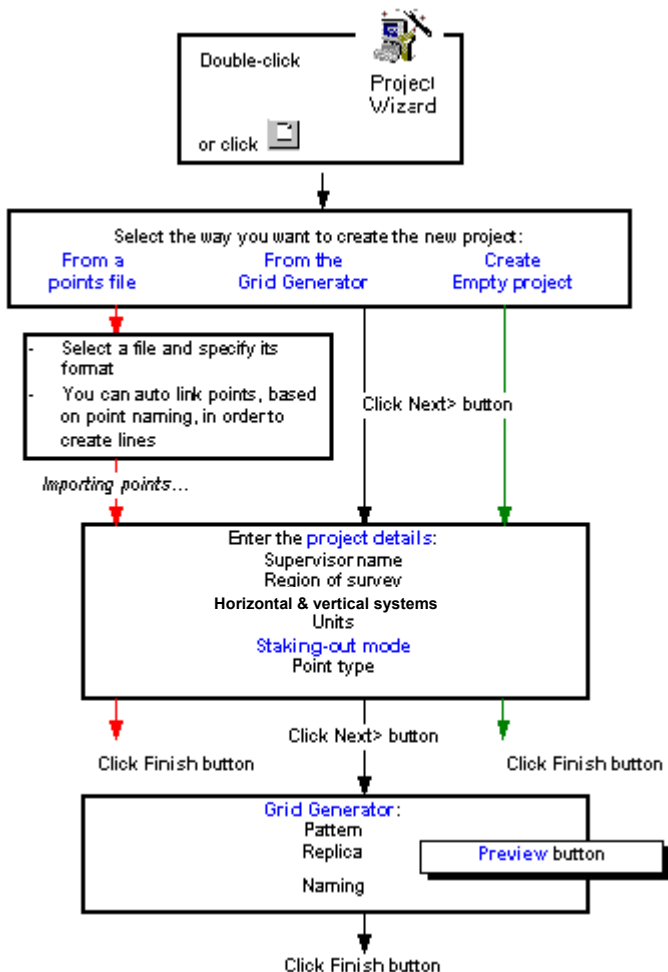 Double-click
Project
Wizard
or click
Select the way you want to create the new project:
From a
points file
From the
Grid Generator
Create
Empty project
- Select a file and specify its
format
- You can auto link points, based
on point naming, in order to
create lines
Click Next> button
Importing points...
Enter the project details:
Supervisor name
Region of survey
Horizontal & vertical systems
Units
Staking-out mode
Point type
Click Next> button
Click Finish button
Click Finish button
Grid Generator:
Pattern
Replica
Preview button
Naming
Click Finish button